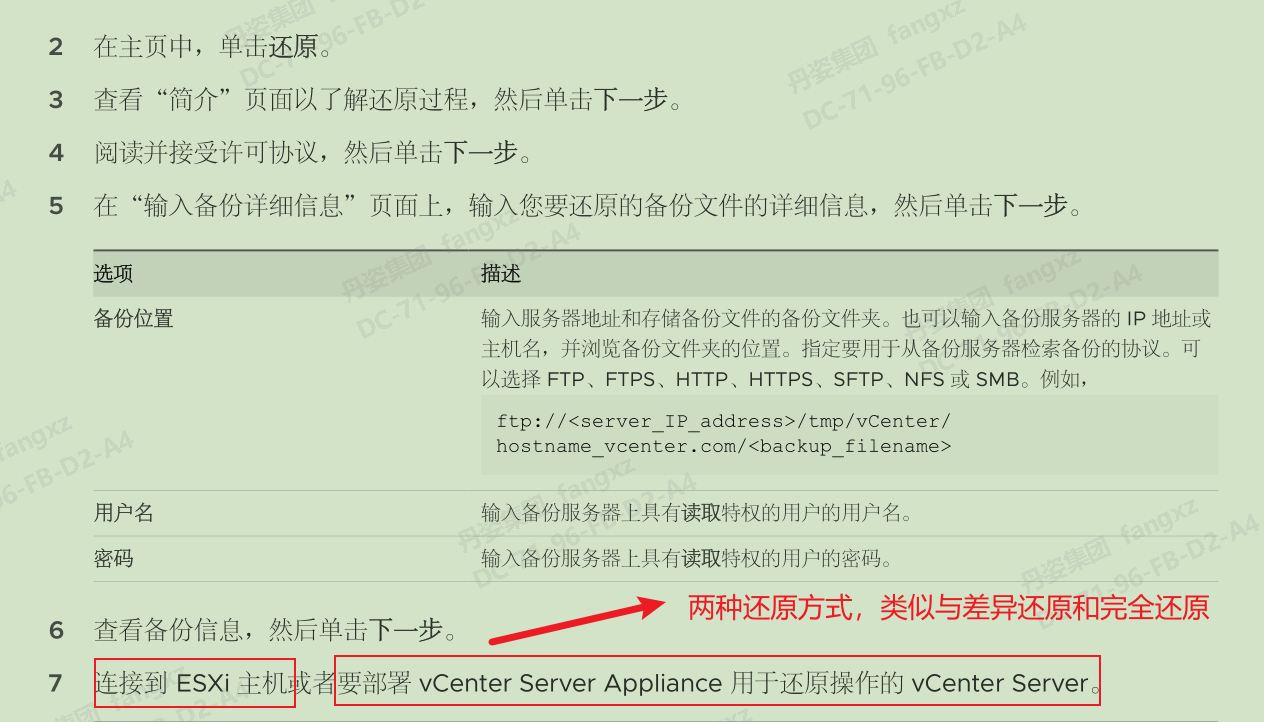 2 在主页中，单击还原。
3 查看“简介”页面以了解还原过程，然后单击下一步。
4 阅读并接受许可协议，然后单击下一步。
5 在“输入备份详细信息”页面上，输入您要还原的备份文件的详细信息，然后单击下一步。
选项 描述
备份位置 输入服务器地址和存储备份文件的备份文件夹。也可以输入备份服务器的 IP 地址或
主机名，并浏览备份文件夹的位置。指定要用于从备份服务器检索备份的协议。可
以选择 FTP、FTPS、HTTP、HTTPS、SFTP、NFS 或 SMB。例如，
ftp://<server_IP_address>/tmp/vCenter/
hostname_vcenter.com/<backup_filename>
用户名 输入备份服务器上具有读取特权的用户的用户名。
密码 输入备份服务器上具有读取特权的用户的密码。
两种还原方式，类似与差异还原和完全还原
6 查看备份信息，然后单击下一步。
7 连接到 ESXi 主机或者要部署 vCenter Server Appliance 用于还原操作的 vCenter Server。
丹姿集团 fangxz
DC-71-96-FB-D2-A4